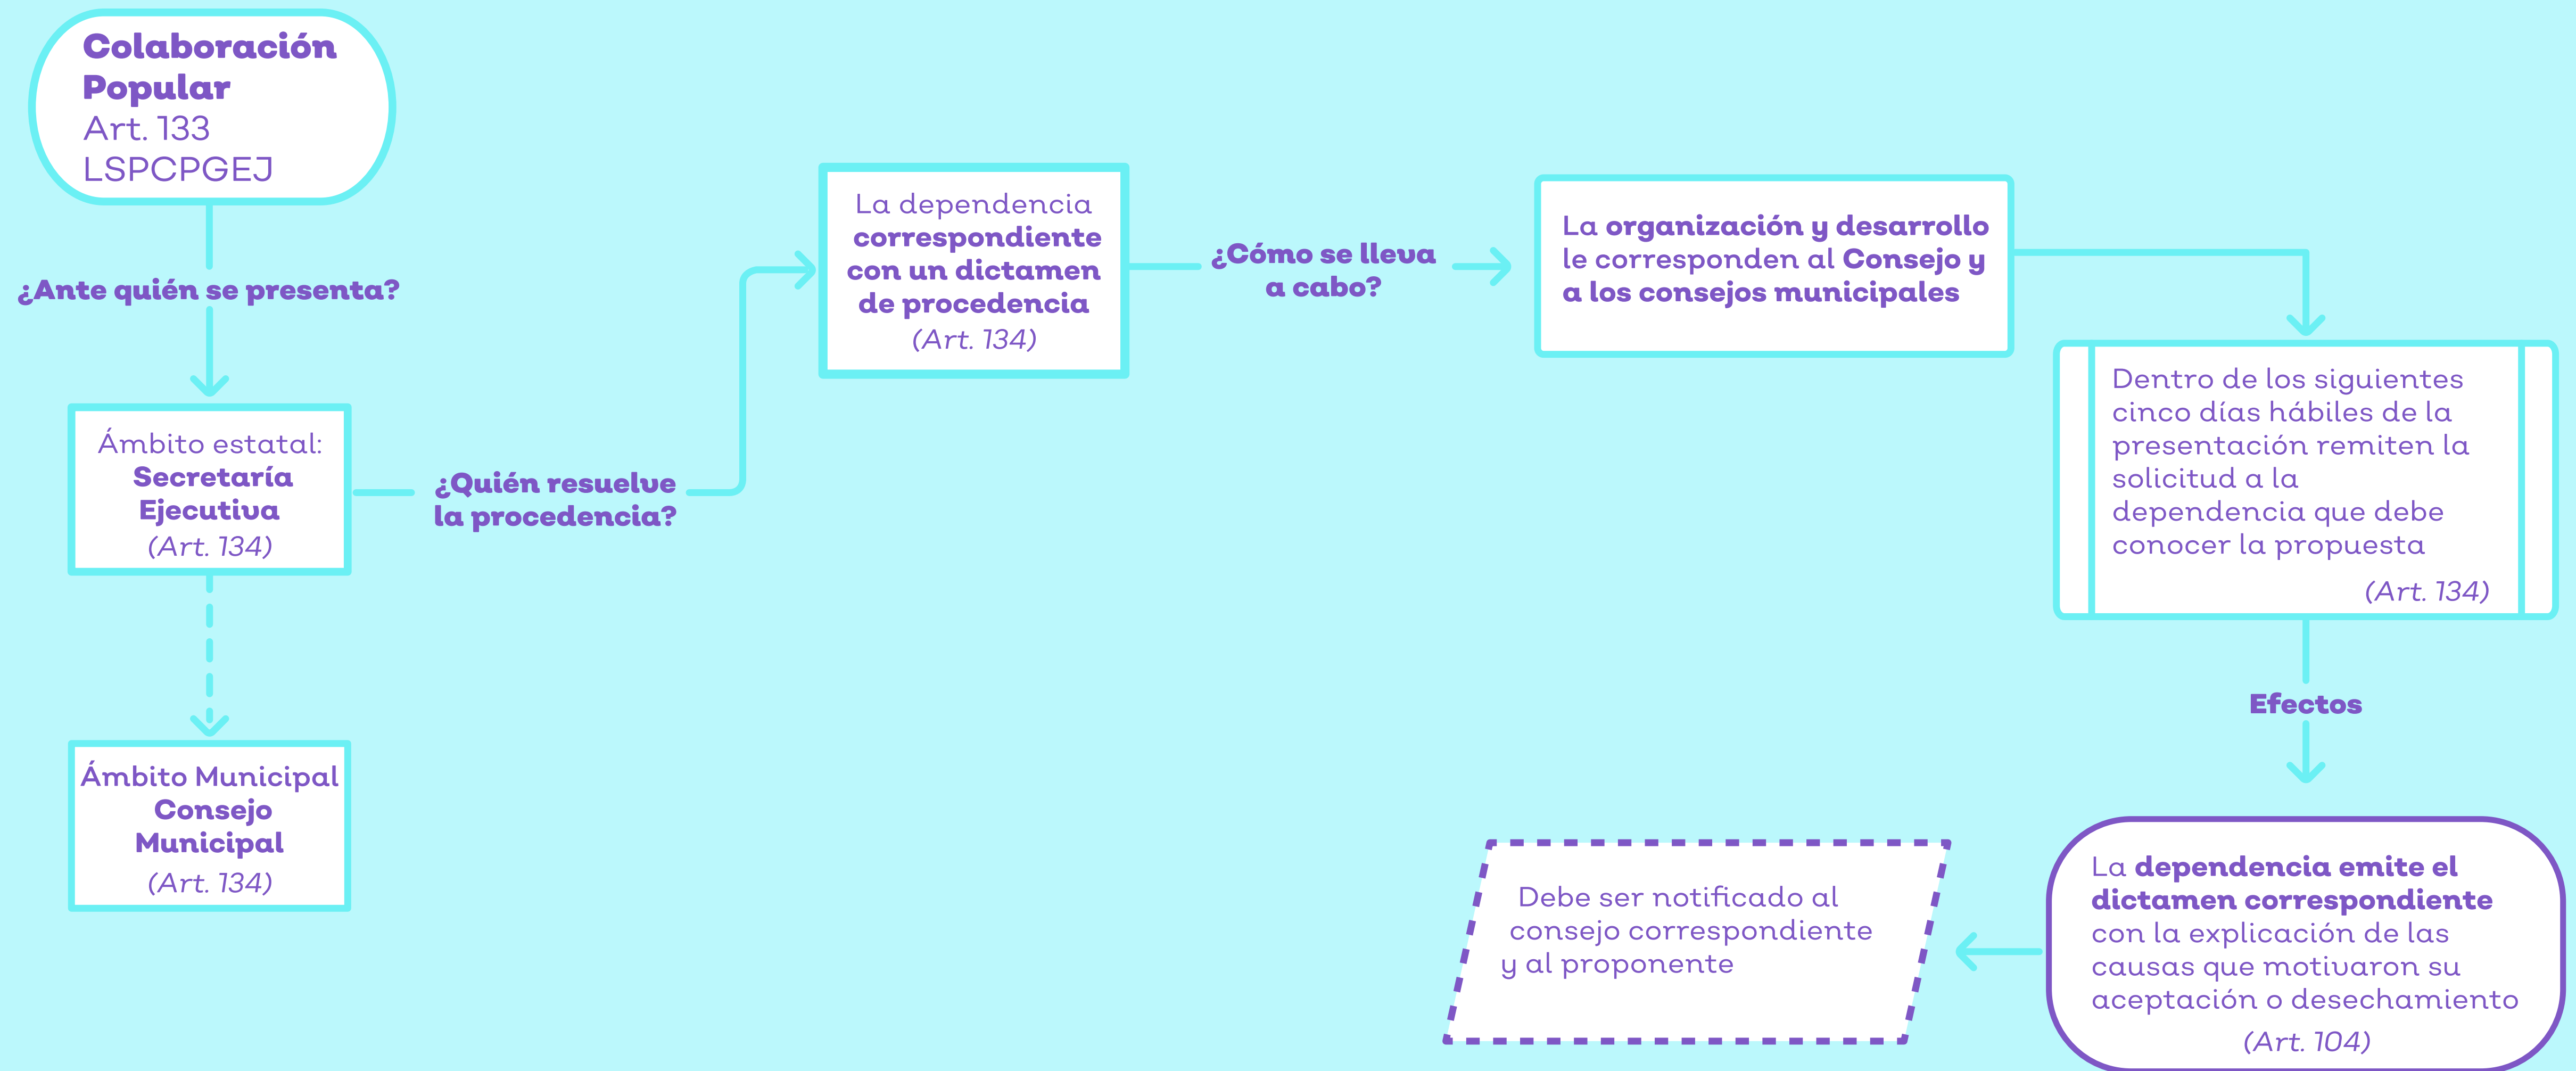 Colaboración
Popular
Art. 133
LSPCPGEJ
¿Ante quién se presenta?
Ámbito estatal:
Secretaría
Ejecutiva
(Art. 134)
Ámbito Municipal
Consejo
Municipal
(Art. 134)
¿Quién resuelve
la procedencia?
La dependencia
correspondiente
con un dictamen
de procedencia
(Art. 134)
¿Cómo se lleva
a cabo?
La organización y desarrollo
le corresponden al Consejo y
a los consejos municipales
Dentro de los siguientes
cinco días hábiles de la
presentación remiten la
solicitud a la
dependencia que debe
conocer la propuesta
(Art. 134)
Efectos
La dependencia emite el
dictamen correspondiente
con la explicación de las
causas que motivaron su
aceptación o desechamiento
(Art. 104)
Debe ser notificado al
consejo correspondiente
y al proponente